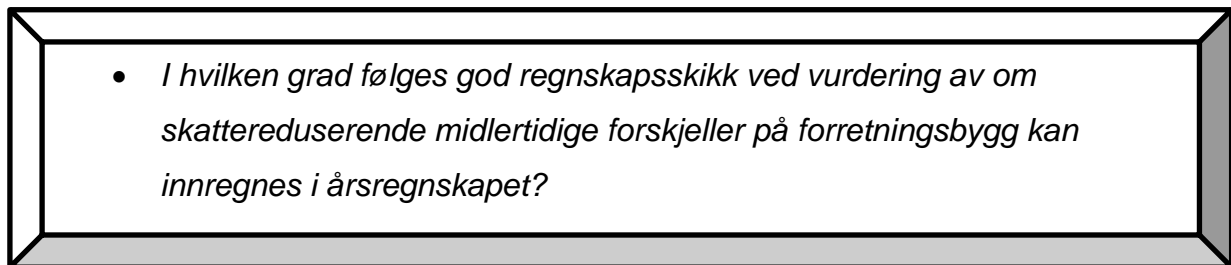 • I hvilken grad følges god regnskapsskikk ved vurdering av om
skattereduserende midlertidige forskjeller på forretningsbygg kan
innregnes i årsregnskapet?